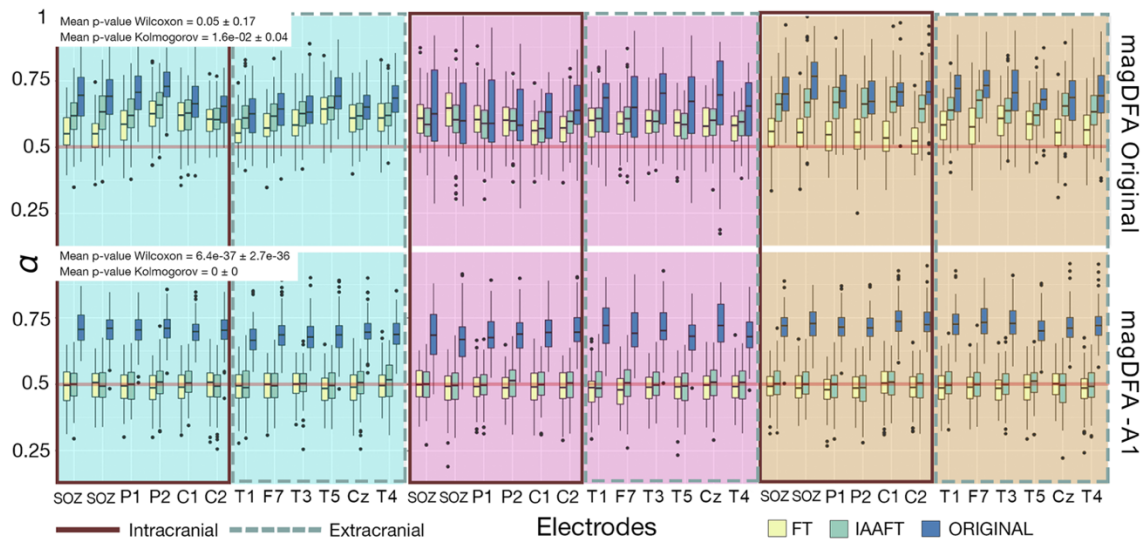 1
Mean p-value Wilcoxon = 0.05 ± 0.17
Mean p-value Kolmogorov = 1.6e-02 ± 0.04
0.75
0.5
0.25
magDFA Original
α
Mean p-value Wilcoxon = 6.4e-37 ± 2.7e-36
Mean p-value Kolmogorov = 0 ± 0
0.75
0.5
0.25
magDFA -A1
SOZ SOZ P1 P2 C1 C2 T1 F7 T3 T5 Cz T4 SOZ SOZ P1 P2 C1 C2 T1 F7 T3 T5 Cz T4 SOZ SOZ P1 P2 C1 C2 T1 F7 T3 T5 Cz T4
Intracranial Extracranial Electrodes FT IAAFT ORIGINAL